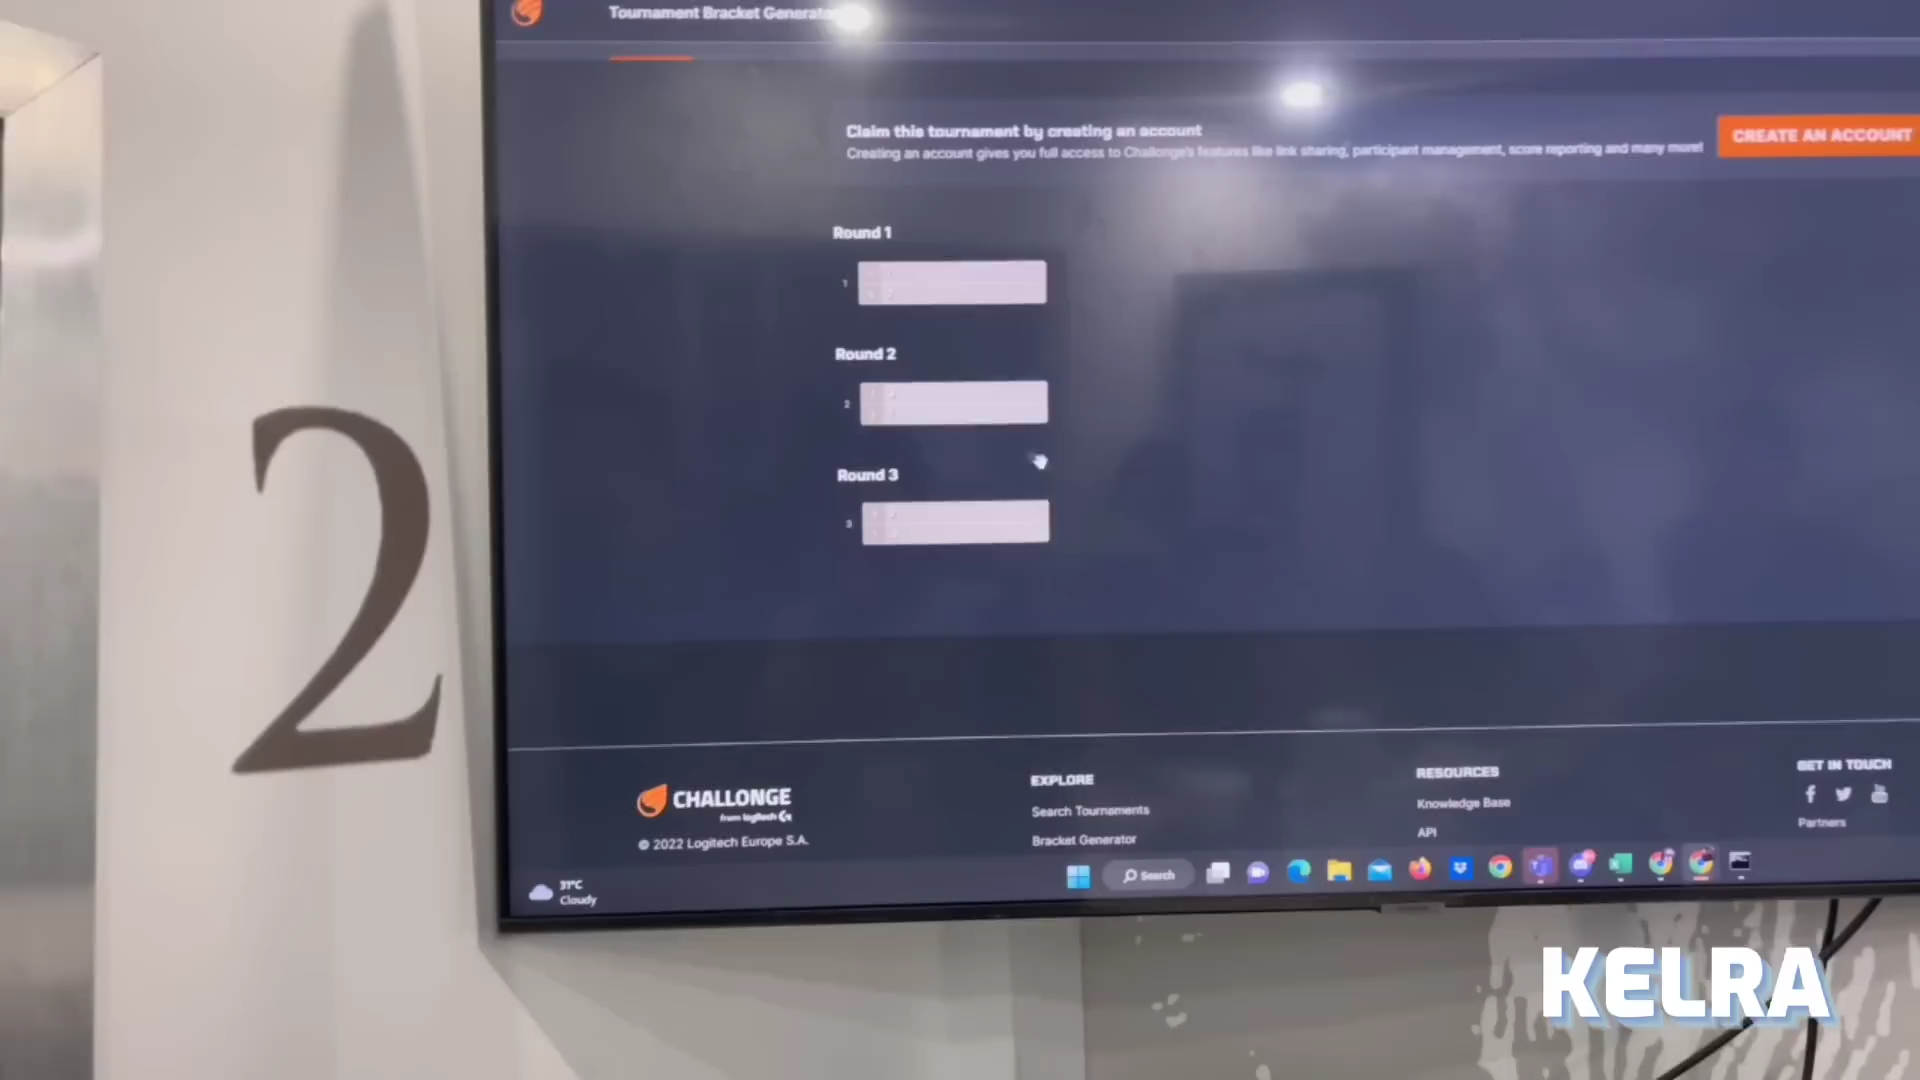 Tournament Bracket Generator
Claim this tournament by creating an account
Creating an account gives you full access to Challonge's features like link sharing, participant management, score reporting and many more!
CREATE AN ACCOUNT
Round 1
1
Round 2
2
Round 3
3
2
CHALLONGE
from logitech G
© 2022 Logitech Europe S.A.
EXPLORE
Search Tournaments
Bracket Generator
RESOURCES
Knowledge Base
API
GET IN TOUCH
Partners
31°C
Cloudy
Search
KELRA